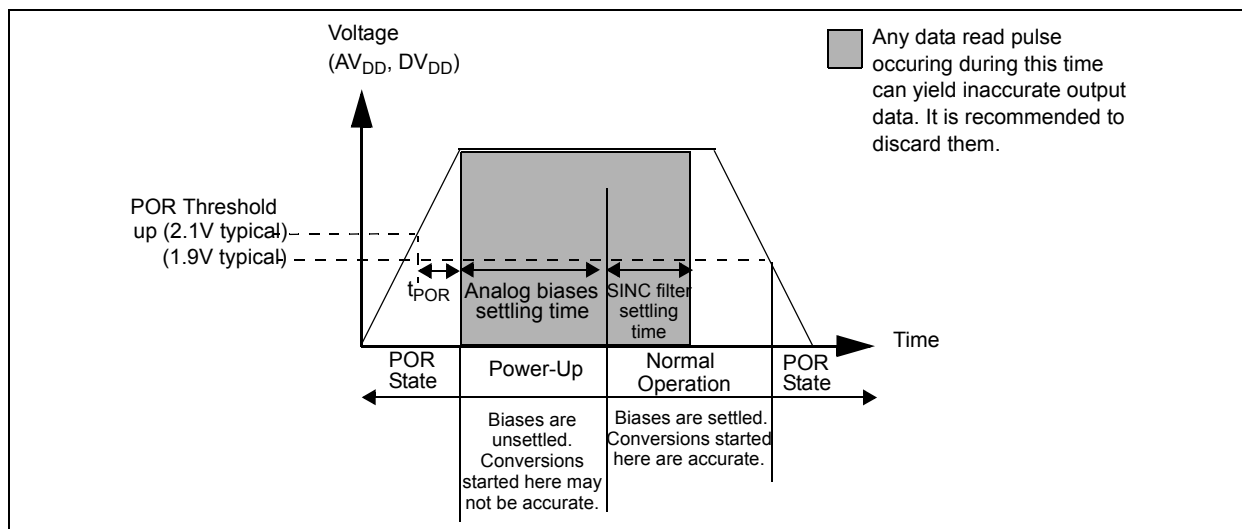 Voltage
(AVDD, DVDD)
Any data read pulse
occuring during this time
can yield inaccurate output
data. It is recommended to
discard them.
POR Threshold
up (2.1V typical)
(1.9V typical)
tPOR
Analog biases
settling time
SINC filter
settling
time
Time
POR
State
Power-Up
Normal
Operation
POR
State
Biases are
unsettled.
Conversions
started here may
not be accurate.
Biases are settled.
Conversions started
here are accurate.